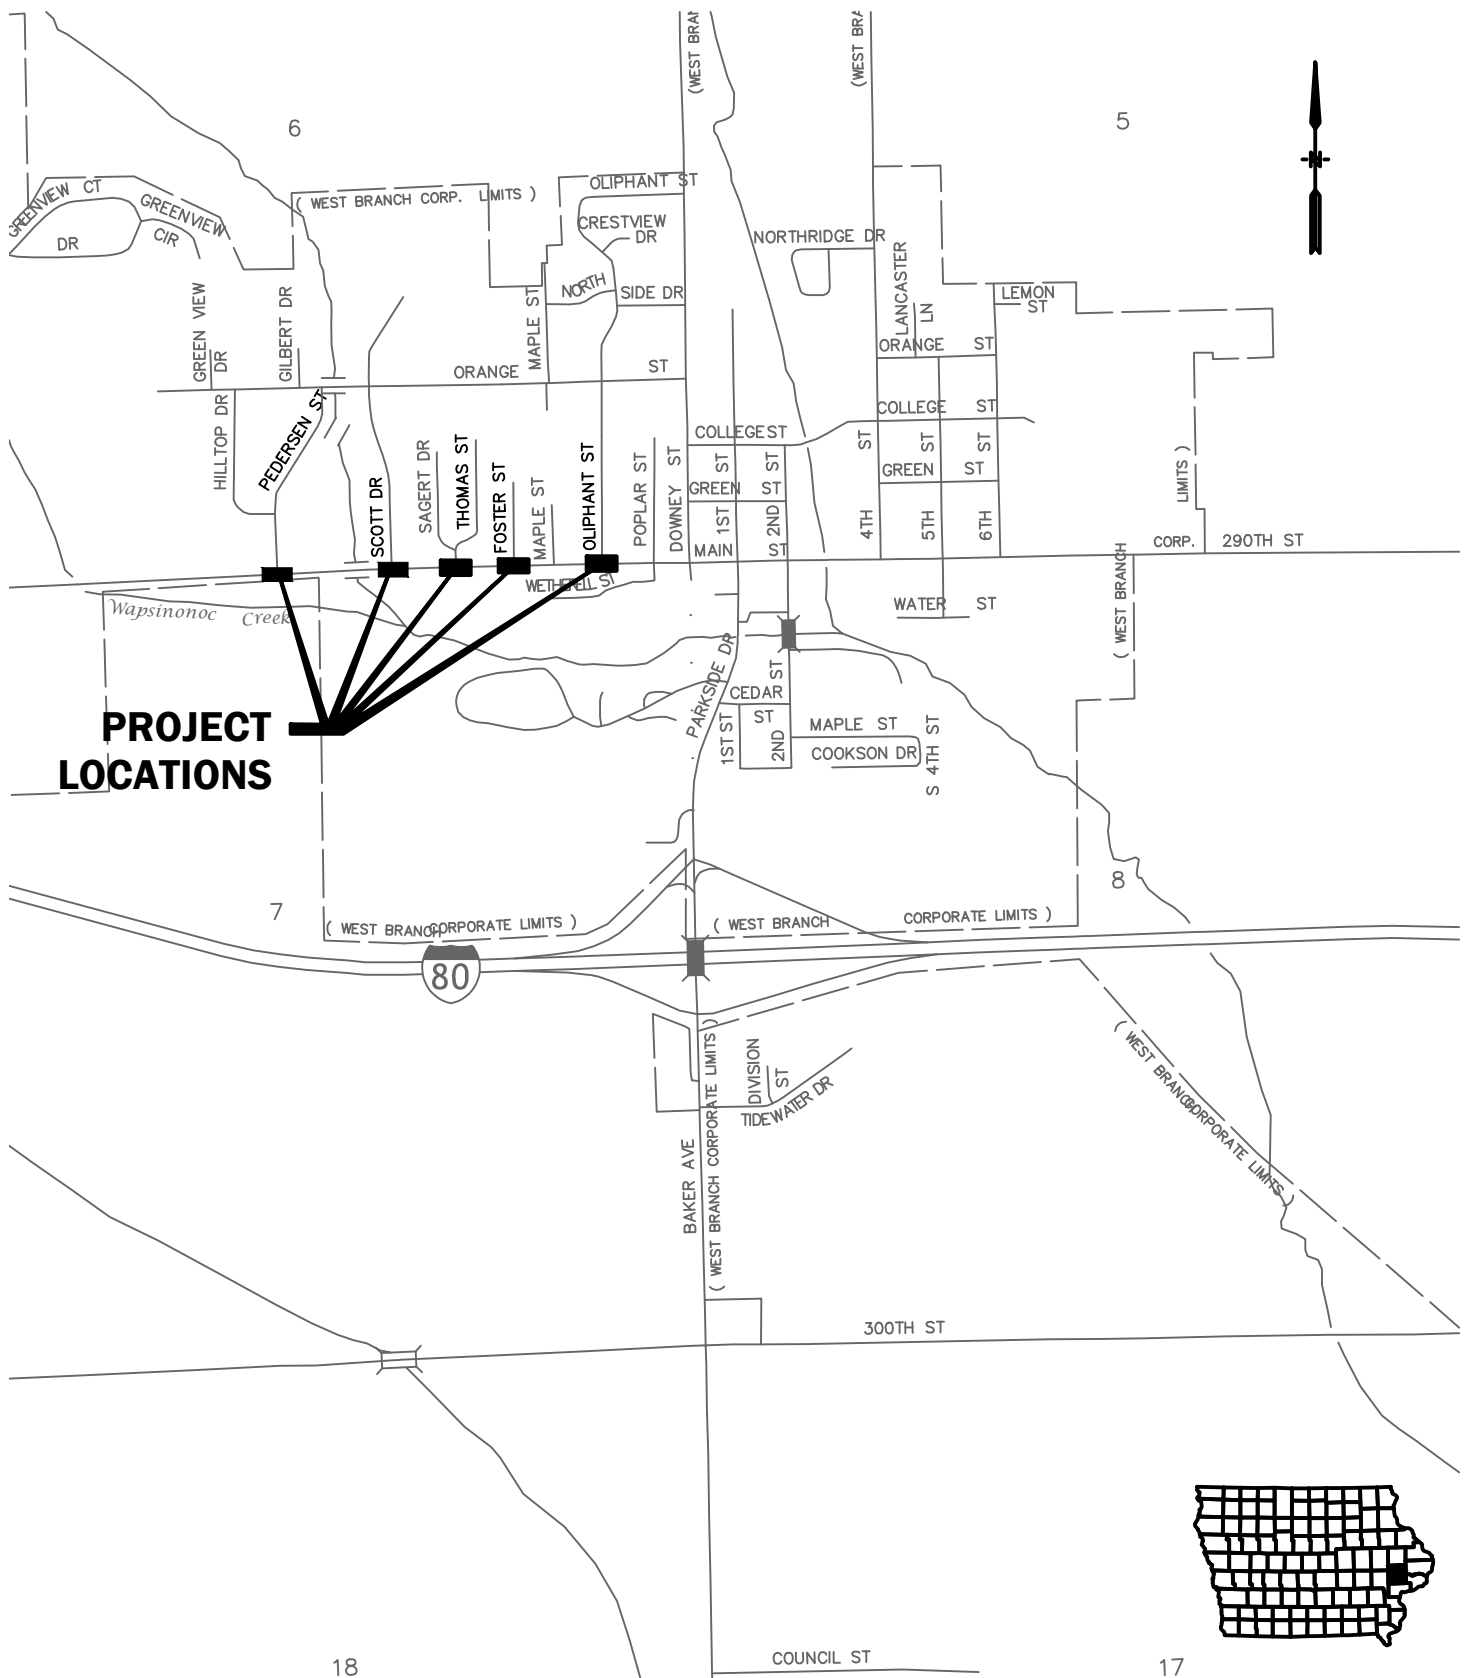 (WEST BRAN
(WEST BRA
6
5
N
GREENVIEW CT
GREENVIEW
CIR
DR
( WEST BRANCH CORP. LIMITS )
OLIPHANT ST
CRESTVIEW
DR
NORTHRIDGE DR
NORTH
SIDE DR
LANCASTER
LN
LEMON
ST
GREEN VIEW
DR
GILBERT DR
MAPLE ST
ORANGE ST
ORANGE ST
HILLTOP DR
PEDERSEN ST
COLLEGE ST
COLLEGE ST
SCOTT DR
SAGERT DR
THOMAS ST
FOSTER ST
MAPLE ST
OLIPHANT ST
POPLAR ST
DOWNEY ST
1ST ST
2ND ST
GREEN ST
GREEN ST
4TH ST
5TH ST
6TH ST
LIMITS )
MAIN ST
CORP.
290TH ST
( WEST BRANCH
WETHERELL ST
Wapsinonoc Creek
WATER ST
PARKSIDE DR
CEDAR
ST
1ST ST
2ND ST
MAPLE ST
COOKSON DR
S 4TH ST
PROJECT
LOCATIONS
7
8
( WEST BRANCH CORPORATE LIMITS )
( WEST BRANCH CORPORATE LIMITS )
80
( WEST BRANCH CORPORATE LIMITS )
DIVISION
ST
TIDEWATER DR
BAKER AVE
( WEST BRANCH CORPORATE LIMITS )
300TH ST
COUNCIL ST
18
17